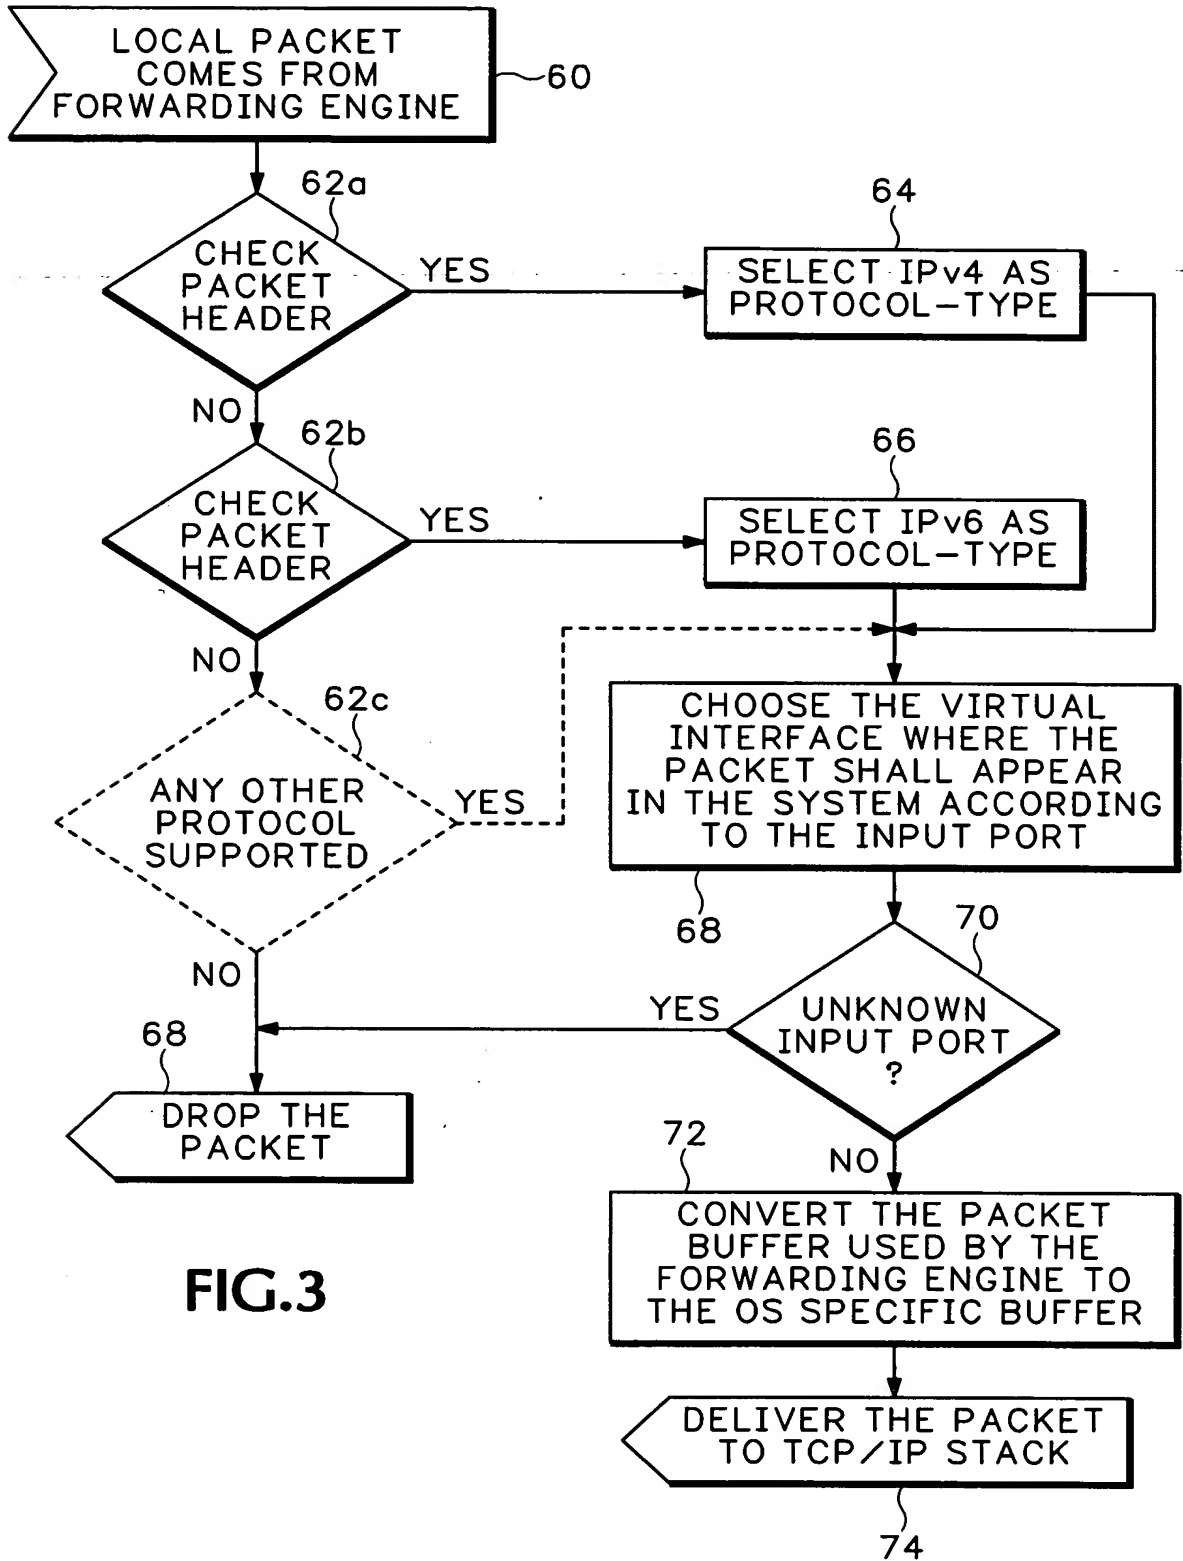 LOCAL PACKET
COMES FROM
FORWARDING ENGINE
60
62a
CHECK
PACKET
HEADER
YES
NO
64
SELECT IPv4 AS
PROTOCOL-TYPE
62b
CHECK
PACKET
HEADER
YES
NO
66
SELECT IPv6 AS
PROTOCOL-TYPE
62c
ANY OTHER
PROTOCOL
SUPPORTED
YES
NO
CHOOSE THE VIRTUAL
INTERFACE WHERE THE
PACKET SHALL APPEAR
IN THE SYSTEM ACCORDING
TO THE INPUT PORT
68
70
UNKNOWN
INPUT PORT
?
YES
NO
68
DROP THE
PACKET
72
CONVERT THE PACKET
BUFFER USED BY THE
FORWARDING ENGINE TO
THE OS SPECIFIC BUFFER
DELIVER THE PACKET
TO TCP/IP STACK
74
FIG.3